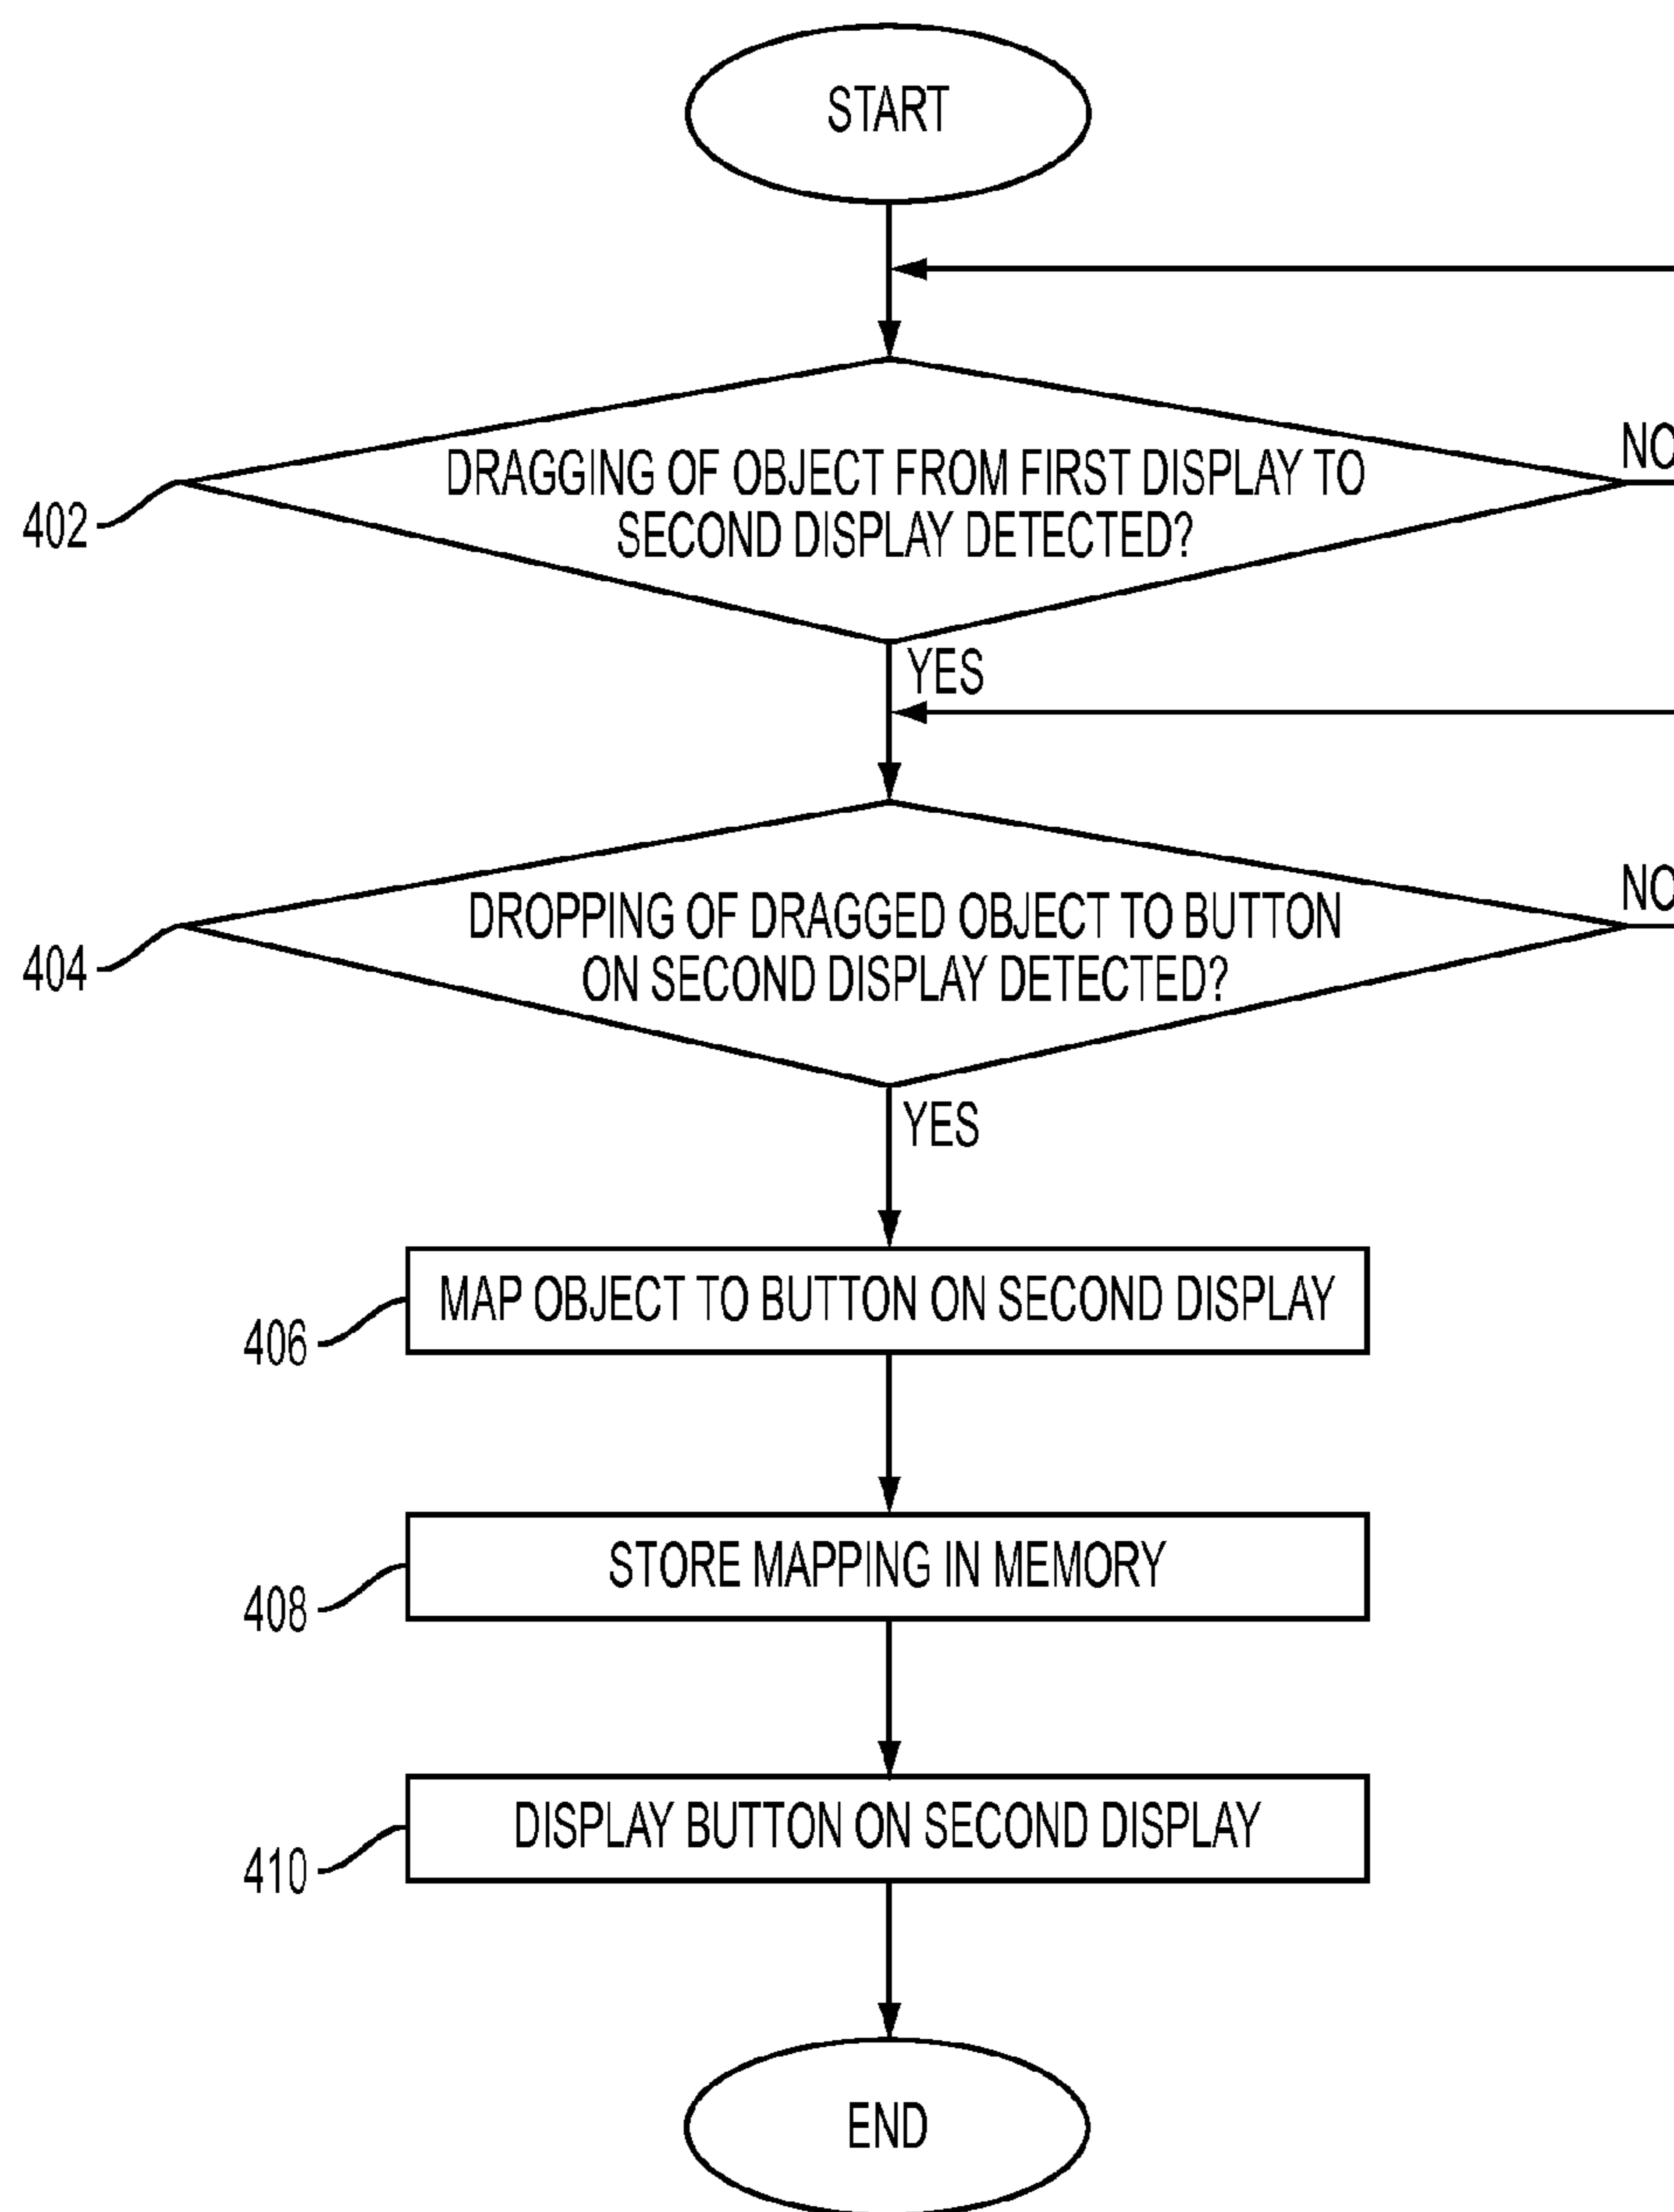 START
DRAGGING OF OBJECT FROM FIRST DISPLAY TO
SECOND DISPLAY DETECTED?
NO
402
YES
DROPPING OF DRAGGED OBJECT TO BUTTON
ON SECOND DISPLAY DETECTED?
NO
404
YES
MAP OBJECT TO BUTTON ON SECOND DISPLAY
406
STORE MAPPING IN MEMORY
408
DISPLAY BUTTON ON SECOND DISPLAY
410
END